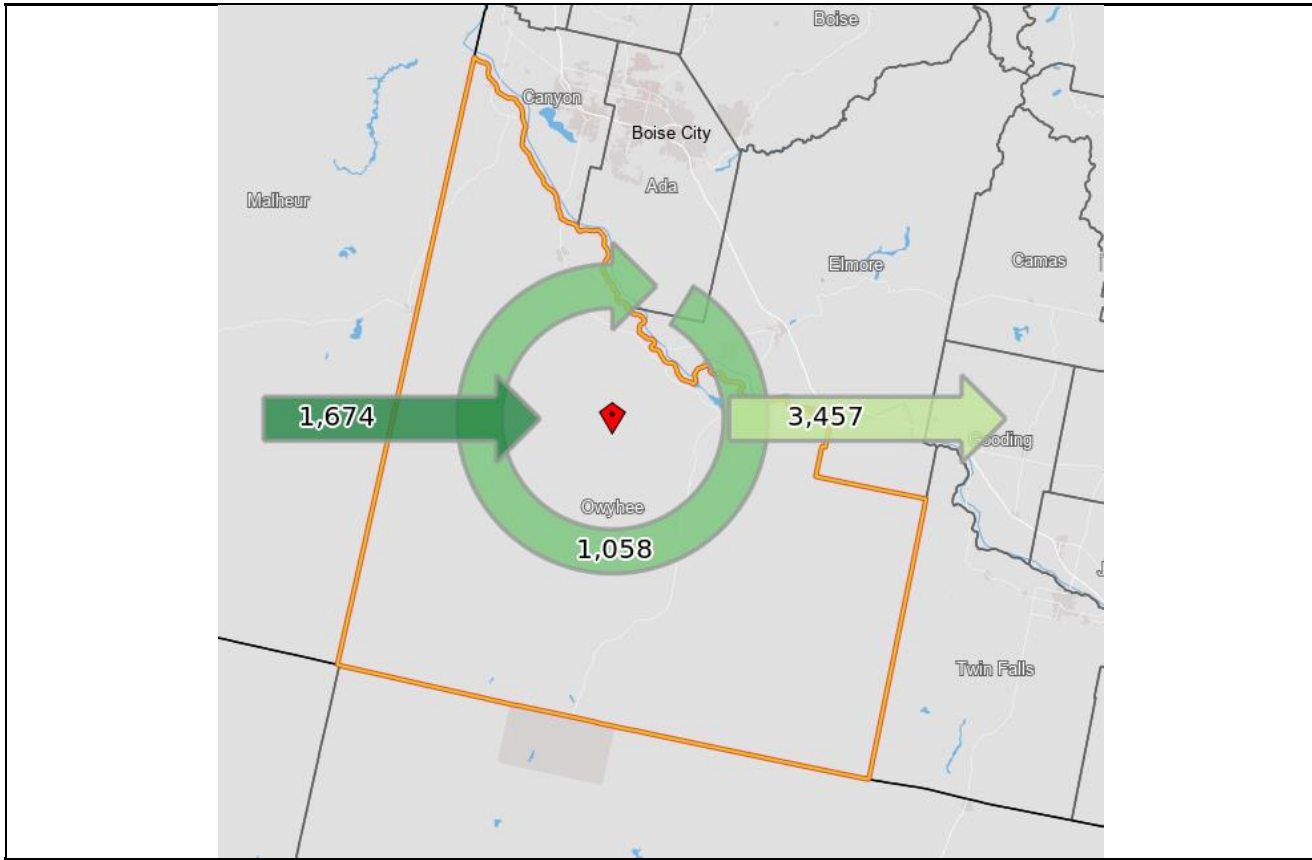 Boise
Canyon
Boise City
Ada
Malheur
Elmore
Camas
1,674
3,457
Gooding
Owyhee
1,058
Twin Falls